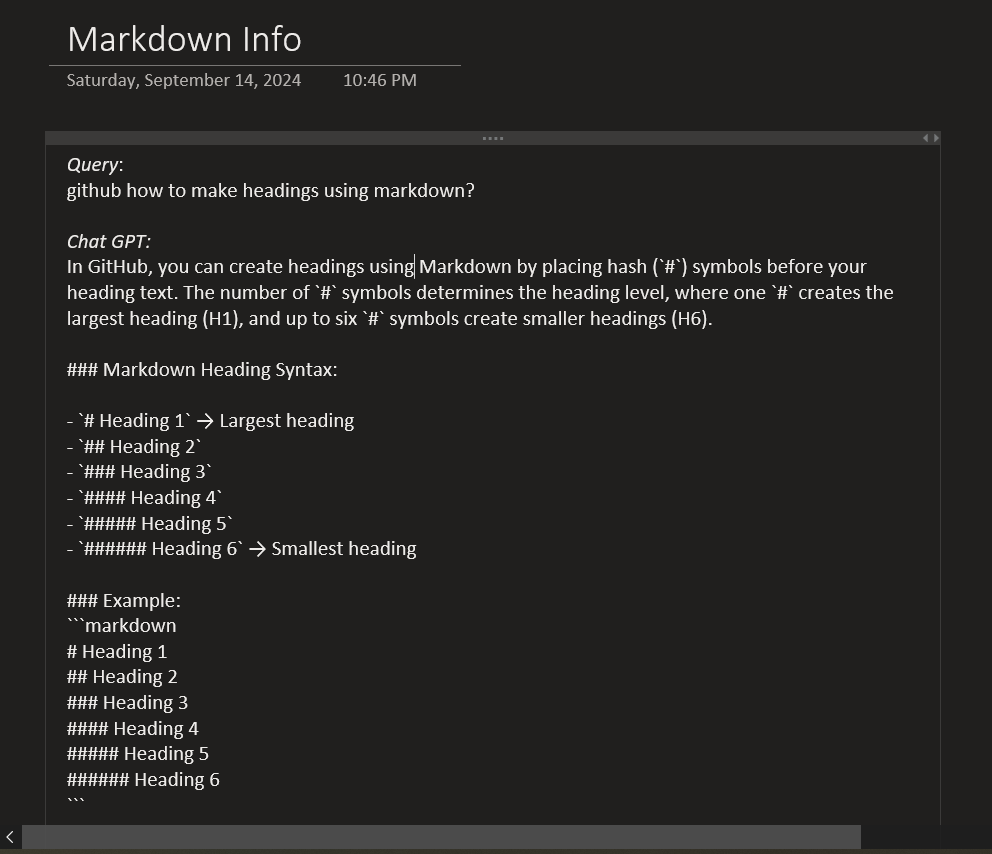 Markdown Info
Saturday, September 14, 2024 10:46 PM
Query:
github how to make headings using markdown?
Chat GPT:
In GitHub, you can create headings using Markdown by placing hash (`#`) symbols before your
heading text. The number of `#` symbols determines the heading level, where one `#` creates the
largest heading (H1), and up to six `#` symbols create smaller headings (H6).
### Markdown Heading Syntax:
- `# Heading 1` → Largest heading
- `## Heading 2`
- `### Heading 3`
- `#### Heading 4`
- `##### Heading 5`
- `###### Heading 6` → Smallest heading
### Example:
```markdown
# Heading 1
## Heading 2
### Heading 3
#### Heading 4
##### Heading 5
###### Heading 6
```